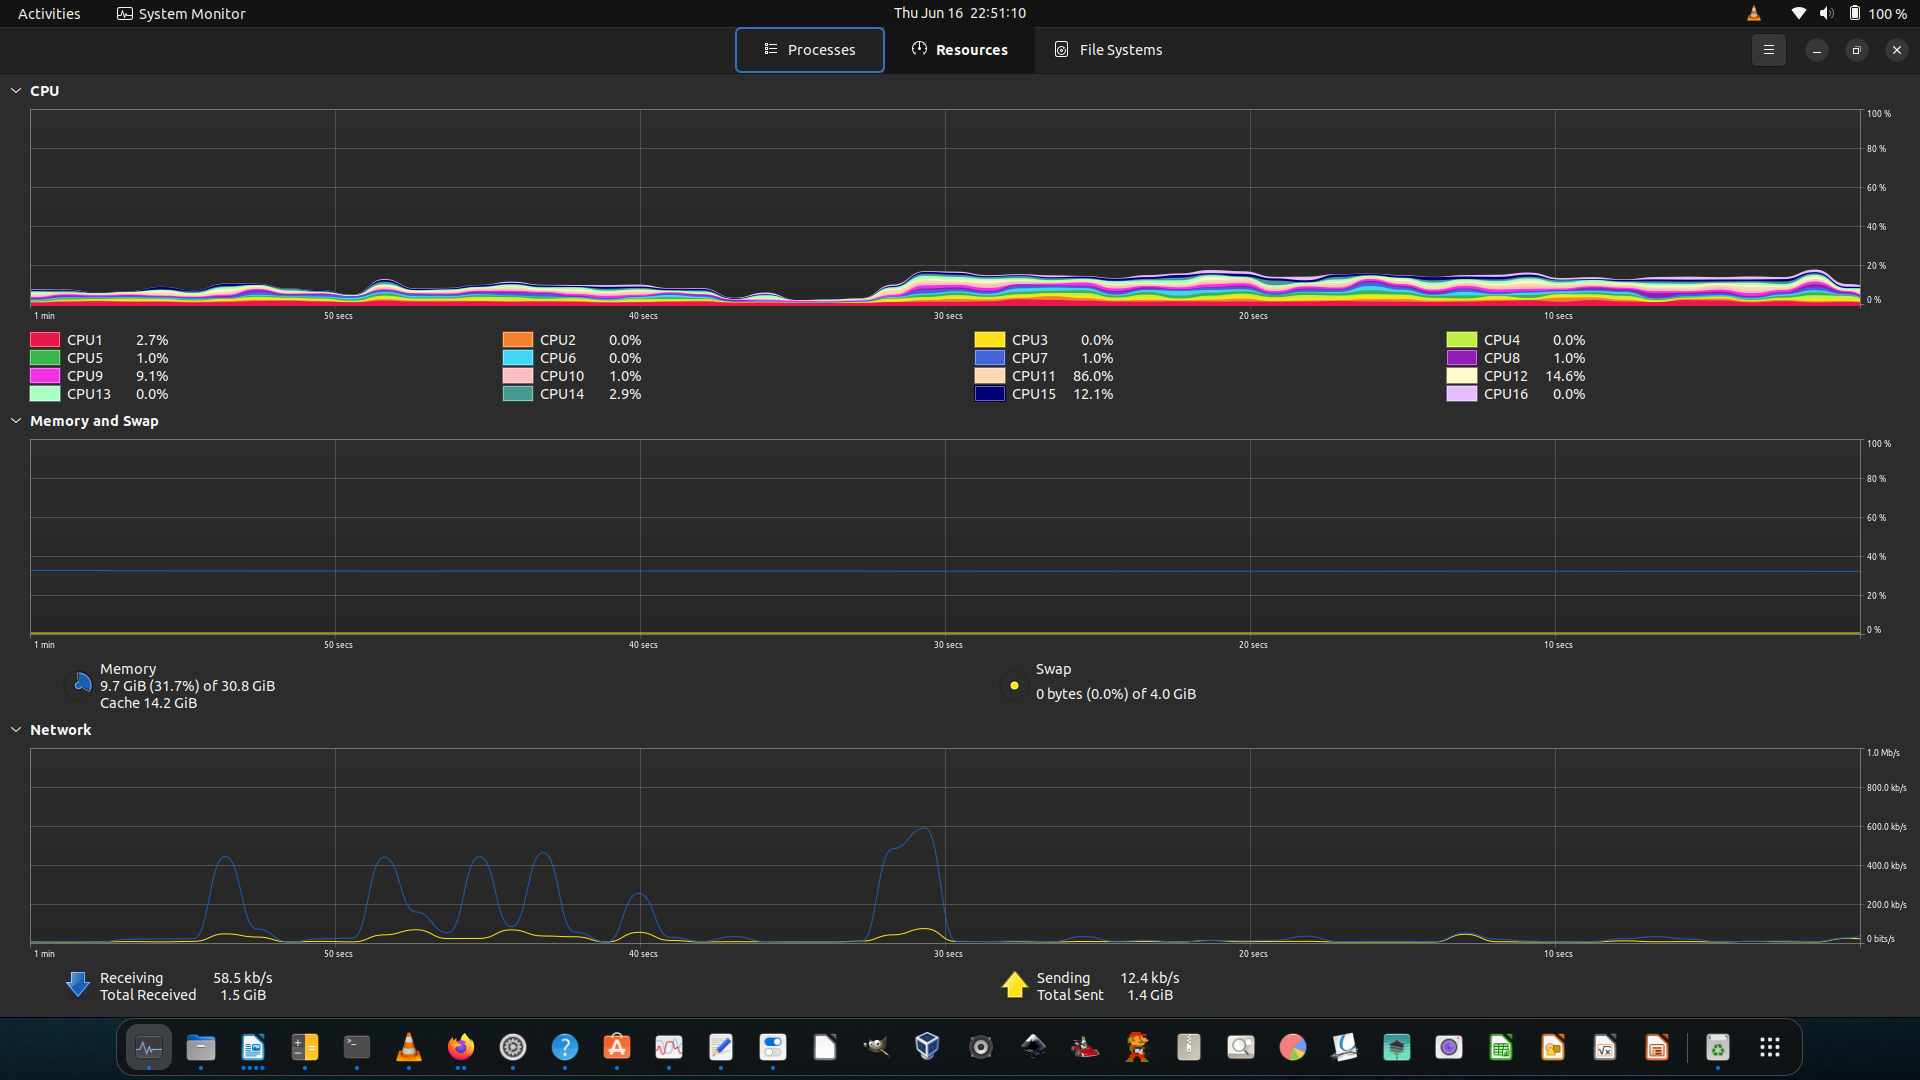 Activities System Monitor Thu Jun 16 22:51:10 100 %
Processes Resources File Systems
CPU
100 %
80 %
60 %
40 %
20 %
0 %
1 min 50 secs 40 secs 30 secs 20 secs 10 secs
CPU1 2.7% CPU2 0.0% CPU3 0.0% CPU4 0.0%
CPU5 1.0% CPU6 0.0% CPU7 1.0% CPU8 1.0%
CPU9 9.1% CPU10 1.0% CPU11 86.0% CPU12 14.6%
CPU13 0.0% CPU14 2.9% CPU15 12.1% CPU16 0.0%
Memory and Swap
100 %
80 %
60 %
40 %
20 %
0 %
1 min 50 secs 40 secs 30 secs 20 secs 10 secs
Memory Swap
9.7 GiB (31.7%) of 30.8 GiB 0 bytes (0.0%) of 4.0 GiB
Cache 14.2 GiB
Network
1.0 Mb/s
800.0 kb/s
600.0 kb/s
400.0 kb/s
200.0 kb/s
0 bits/s
1 min 50 secs 40 secs 30 secs 20 secs 10 secs
Receiving 58.5 kb/s Sending 12.4 kb/s
Total Received 1.5 GiB Total Sent 1.4 GiB